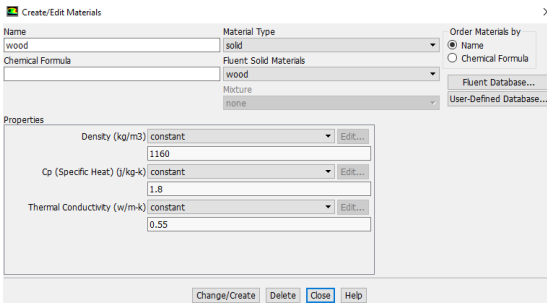 Create/Edit Materials
Name
Material Type
Order Materials by
wood
solid
Name
Chemical Formula
Chemical Formula
Fluent Solid Materials
wood
Fluent Database...
Mixture
none
User-Defined Database...
Properties
Density (kg/m3) constant Edit...
1160
Cp (Specific Heat) (j/kg-k) constant Edit...
1.8
Thermal Conductivity (w/m-k) constant Edit...
0.55
Change/Create Delete Close Help